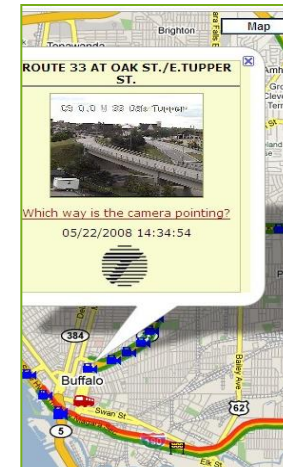 Brighton
Map
Tonawanda
ROUTE 33 AT OAK ST./E.TUPPER
ST.
Which way is the camera pointing?
05/22/2008 14:34:54
384
Buffalo
Swan St
Bailey Ave
62
5
Elk St